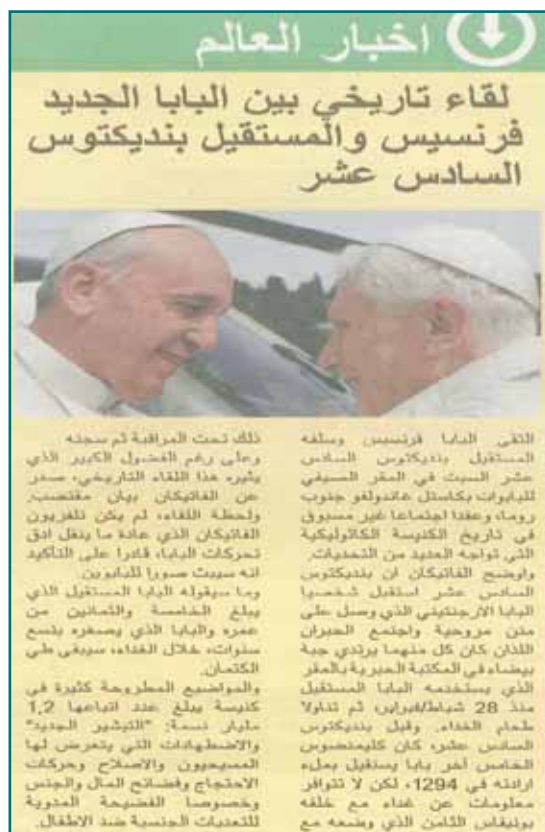 اخبار العالم
لقاء تاريخي بين البابا الجديد
فرنسيس والمستقيل بنديكتوس
السادس عشر
التقى البابا فرنسيس وسلفه
المستقيل بنديكتوس السادس
عشر السبت في المقر الصيفي
للبابوات بكاستل غاندولفو جنوب
روما، وعقدا اجتماعا غير مسبوق
في تاريخ الكنيسة الكاثوليكية
التي تواجه العديد من التحديات.
واوضح الفاتيكان ان بنديكتوس
السادس عشر استقبل شخصيا
البابا الارجنتيني الذي وصل على
متن مروحية واجتمع الحبران
اللذان كان كل منهما يرتدي جبة
بيضاء في المكتبة الحبرية بالمقر
الذي يستخدمه البابا المستقيل
منذ 28 شباط/فبراير، ثم تناولا
طعام الغداء. وقبل بنديكتوس
السادس عشر، كان كليمنضوس
الخامس آخر بابا يستقيل بملء
ارادته في 1294، لكن لا تتوافر
معلومات عن غداء مع خلفه
بونيفاس الثامن الذي وضعه مع
ذلك تحت المراقبة ثم سجنه
وعلى رغم الفضول الكبير الذي
يثيره هذا اللقاء التاريخي، صدر
عن الفاتيكان بيان مقتضب.
ولحظة اللقاء، لم يكن تلفزيون
الفاتيكان الذي عادة ما ينقل ادق
تحركات البابا، قادرا على التأكيد
انه سيبث صورا للبابوين.
وما سيقوله البابا المستقيل الذي
يبلغ الخامسة والثمانين من
عمره والبابا الذي يصغره بتسع
سنوات، خلال الغداء، سيبقى طي
الكتمان.
والمواضيع المطروحة كثيرة في
كنيسة يبلغ عدد اتباعها 1,2
مليار نسمة: "التبشير الجديد"
والاضطهادات التي يتعرض لها
المسيحيون والاصلاح وحركات
الاحتجاج وفضائح المال والجنس
وخصوصا الفضيحة المدوية
للتعديات الجنسية ضد الاطفال.